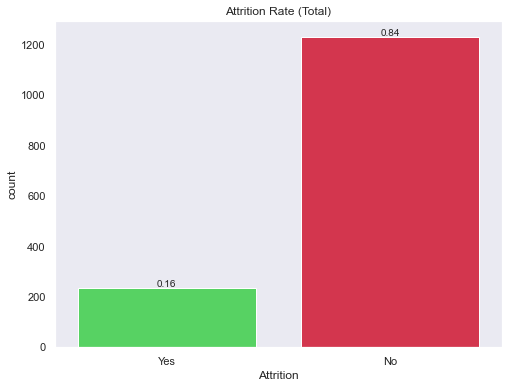 Attrition Rate (Total)
0.84
1200
1000
800
600
400
200
0
0.16
count
Yes
No
Attrition